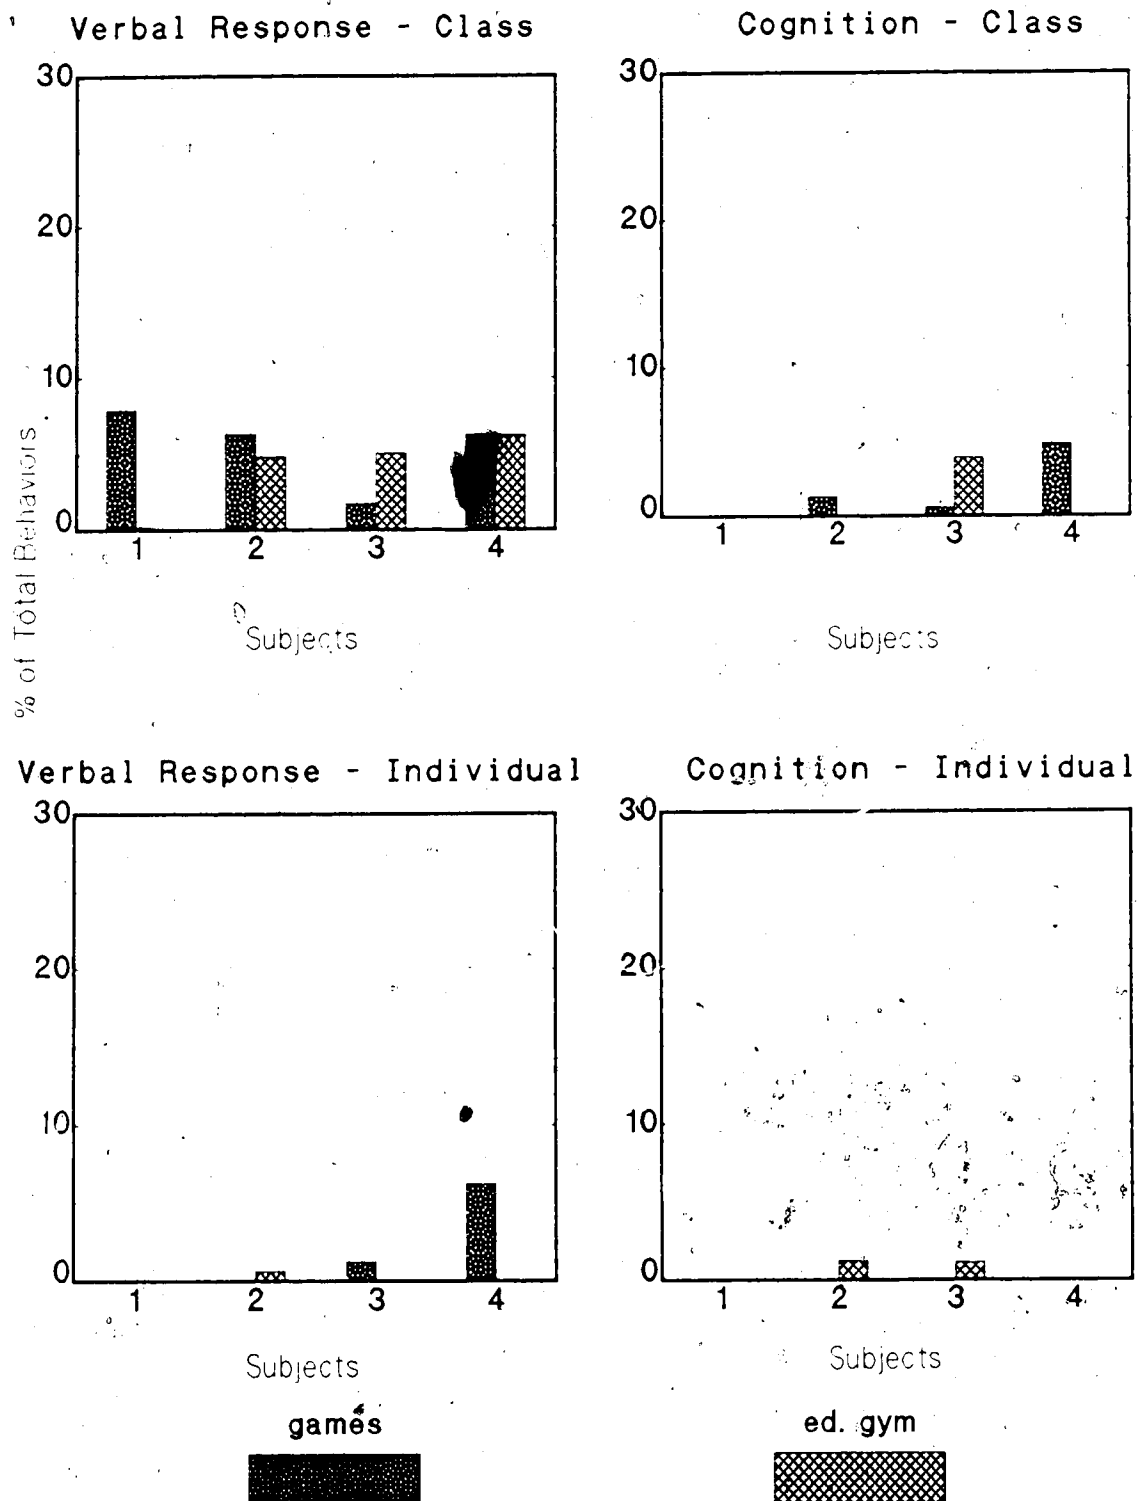 Verbal Response - Class
30
20
10
0
1 2 3 4
Subjects
% of Total Behaviors
Cognition - Class
30
20
10
0
1 2 3 4
Subjects
Verbal Response - Individual
30
20
10
0
1 2 3 4
Subjects
Cognition - Individual
30
20
10
0
1 2 3 4
Subjects
games
ed. gym